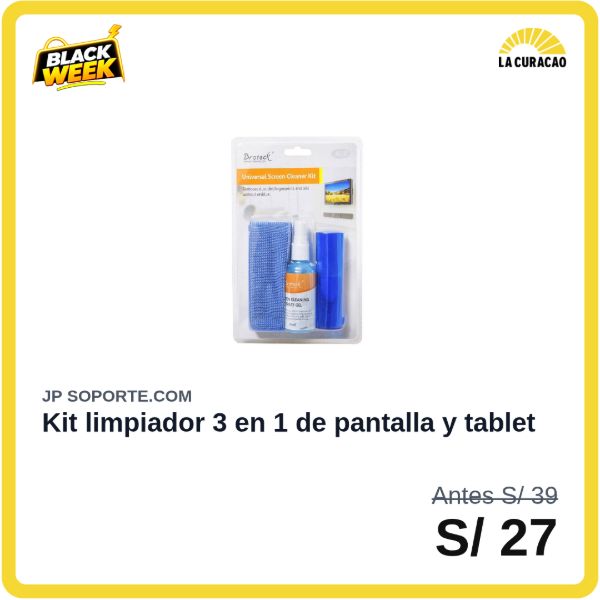 BLACK
WEEK
LA CURACAO
Universal Screen Cleaner Kit
JP SOPORTE.COM
Kit limpiador 3 en 1 de pantalla y tablet
Antes S/ 39
S/ 27